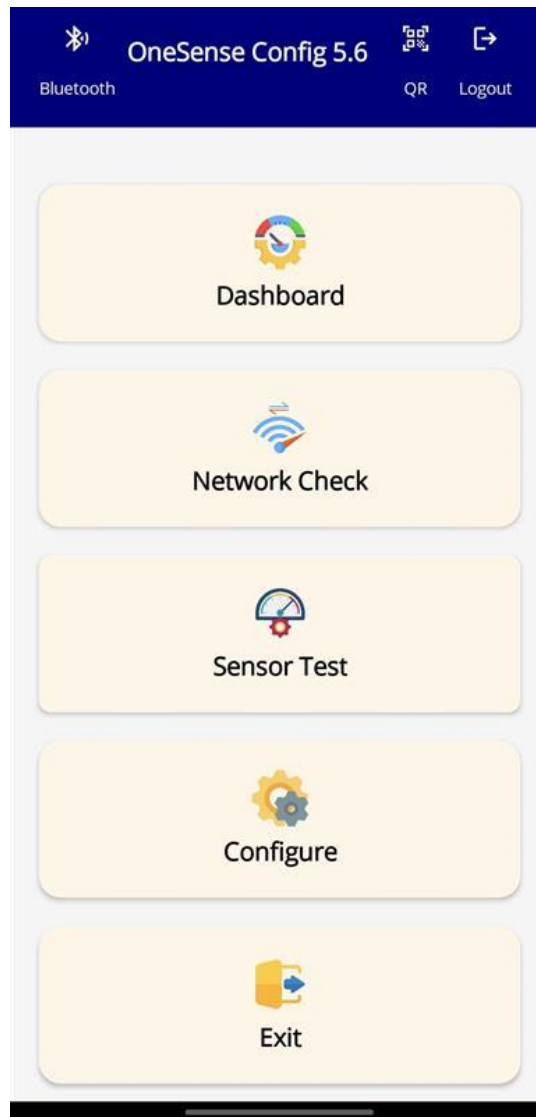 OneSense Config 5.6
Bluetooth
QR
Logout
Dashboard
Network Check
Sensor Test
Configure
Exit